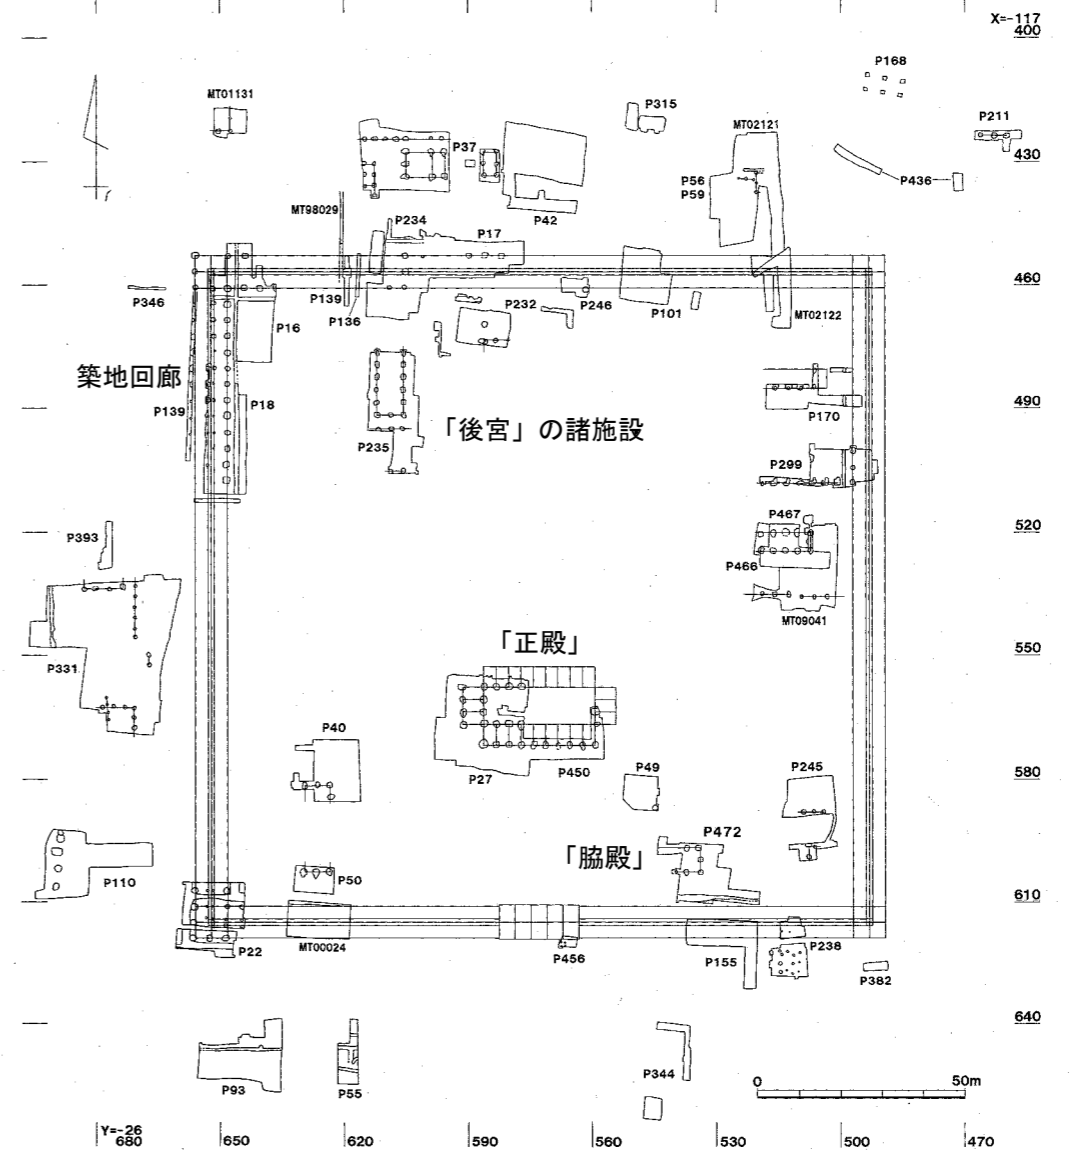 X=-117
400
P168
MT01131
P315
P211
MT02121
P37
430
P56
P59
P436
MT98029
P234
P17
P42
460
P346
P139
P136
P16
P232
P246
P101
MT02122
築地回廊
P139
P18
P235
「後宮」の諸施設
P170
490
P299
P393
P467
520
P466
MT09041
P331
「正殿」
550
P40
P27
P450
P49
P245
580
P110
P50
「脇殿」
P472
610
P22
MT00024
P456
P155
P238
P382
640
P93
P55
P344
0
50m
Y=-26
680
650
620
590
560
530
500
470